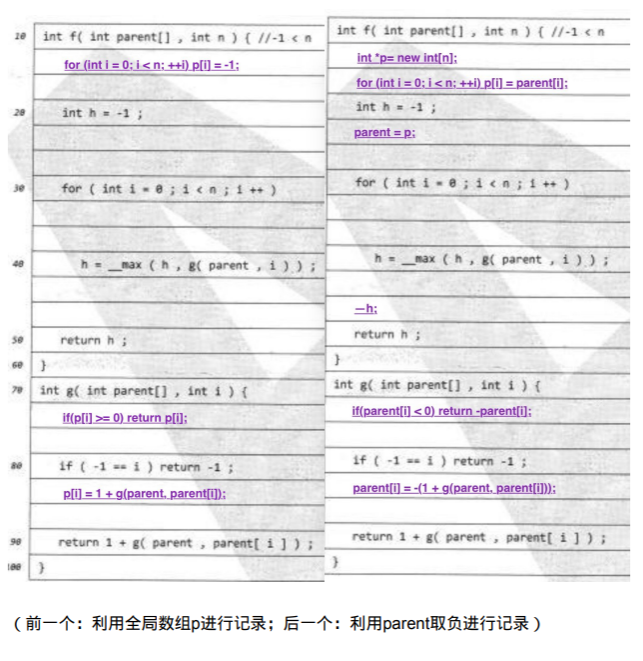 10 int f( int parent[] , int n ) { //-1 < n
for (int i = 0; i < n; ++i) p[i] = -1;
20 int h = -1 ;
30 for ( int i = 0 ; i < n ; i ++ )
40 h = __max ( h , g( parent , i ) ) ;
50 return h ;
60 }
70 int g( int parent[] , int i ) {
if(p[i] >= 0) return p[i];
80 if ( -1 == i ) return -1 ;
p[i] = 1 + g(parent, parent[i]);
90 return 1 + g( parent , parent[ i ] ) ;
100 }
int f( int parent[] , int n ) { //-1 < n
int *p= new int[n];
for (int i = 0; i < n; ++i) p[i] = parent[i];
int h = -1 ;
parent = p;
for ( int i = 0 ; i < n ; i ++ )
h = __max ( h , g( parent , i ) ) ;
—h;
return h ;
}
int g( int parent[] , int i ) {
if(parent[i] < 0) return -parent[i];
if ( -1 == i ) return -1 ;
parent[i] = -(1 + g(parent, parent[i]));
return 1 + g( parent , parent[ i ] ) ;
}
（前一个：利用全局数组p进行记录；后一个：利用parent取负进行记录）